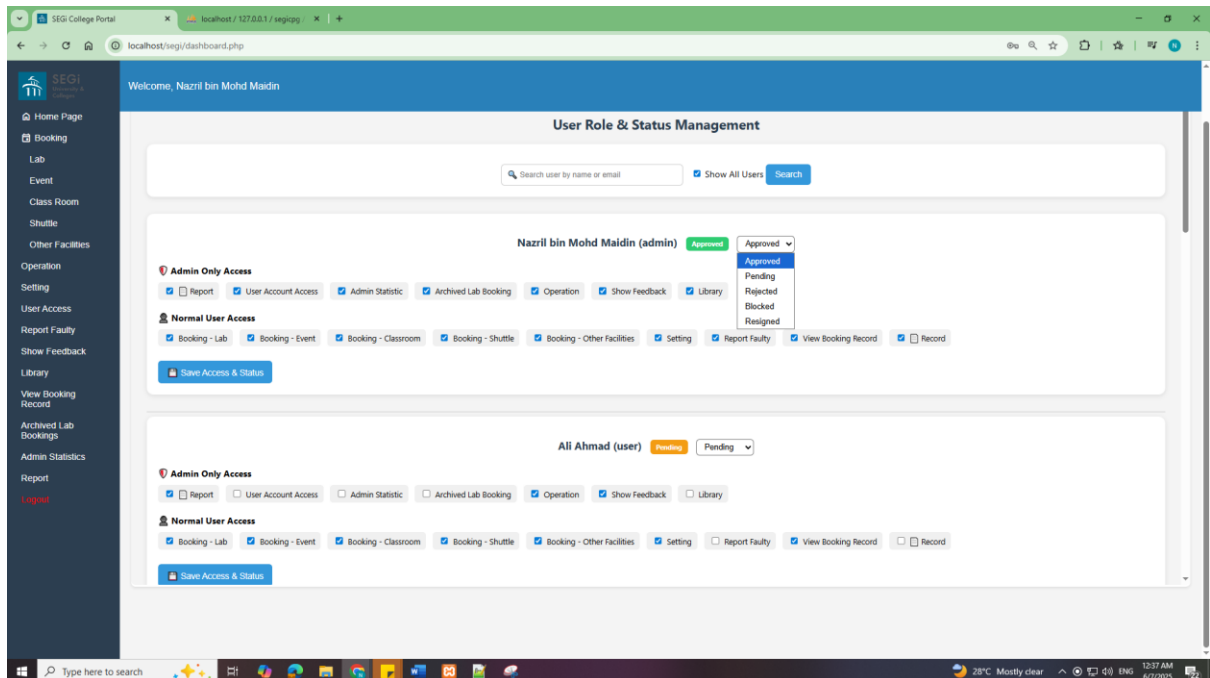 SEGi College Portal
localhost / 127.0.0.1 / segicpg
localhost/segi/dashboard.php
N
SEGi
University &
Colleges
Welcome, Nazril bin Mohd Maidin
Home Page
Booking
Lab
Event
Class Room
Shuttle
Other Facilities
Operation
Setting
User Access
Report Faulty
Show Feedback
Library
View Booking
Record
Archived Lab
Bookings
Admin Statistics
Report
Logout
User Role & Status Management
Search user by name or email Show All Users Search
Nazril bin Mohd Maidin (admin) Approved Approved
Approved
Pending
Rejected
Blocked
Resigned
Admin Only Access
Report User Account Access Admin Statistic Archived Lab Booking Operation Show Feedback Library
Normal User Access
Booking - Lab Booking - Event Booking - Classroom Booking - Shuttle Booking - Other Facilities Setting Report Faulty View Booking Record Record
Save Access & Status
Ali Ahmad (user) Pending Pending
Admin Only Access
Report User Account Access Admin Statistic Archived Lab Booking Operation Show Feedback Library
Normal User Access
Booking - Lab Booking - Event Booking - Classroom Booking - Shuttle Booking - Other Facilities Setting Report Faulty View Booking Record Record
Save Access & Status
Type here to search
28°C Mostly clear
ENG
12:37 AM
6/7/2025